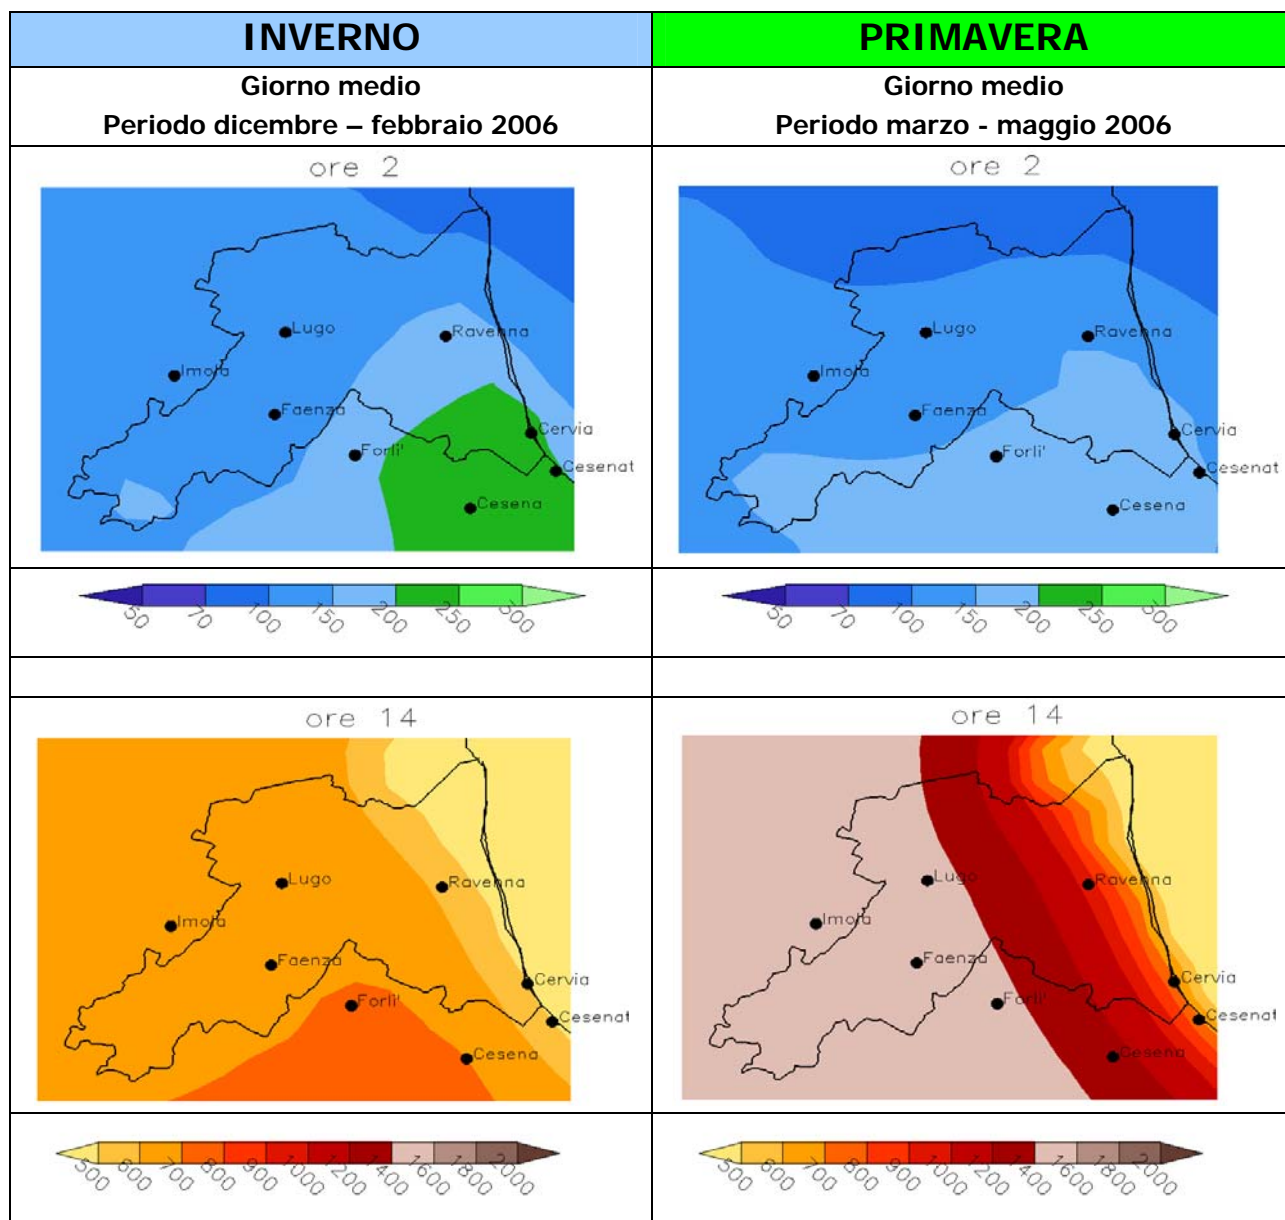 INVERNO PRIMAVERA
Giorno medio Giorno medio
Periodo dicembre – febbraio 2006 Periodo marzo - maggio 2006
ore 2 ore 2
Lugo
Ravenna
Imola
Faenza
Forli'
Cervia
Cesenat
Cesena
Lugo
Ravenna
Imola
Faenza
Forli'
Cervia
Cesenat
Cesena
50 70 100 150 200 250 300
50 70 100 150 200 250 300
ore 14 ore 14
Lugo
Ravenna
Imola
Faenza
Forli'
Cervia
Cesenat
Cesena
Lugo
Ravenna
Imola
Faenza
Forli'
Cervia
Cesenat
Cesena
500 600 700 800 900 1000 1200 1400 1600 1800 2000
500 600 700 800 900 1000 1200 1400 1600 1800 2000